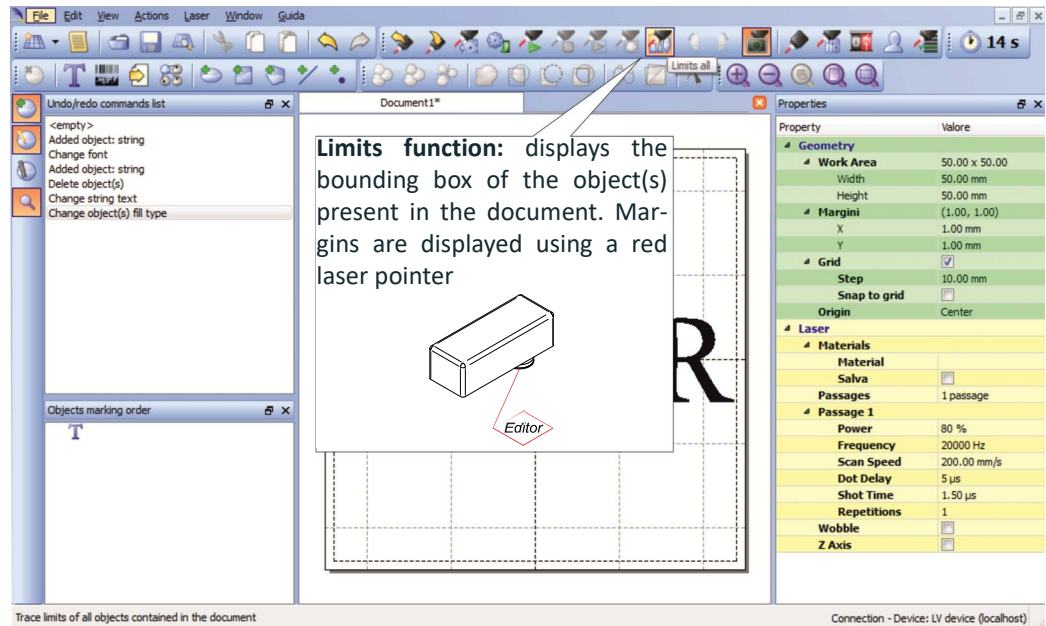 File Edit View Actions Laser Window Guida
14 s
T
Limits all
Undo/redo commands list
<empty>
Added object: string
Change font
Added object: string
Delete object(s)
Change string text
Change object(s) fill type
Objects marking order
T
Document1*
Limits function: displays the
bounding box of the object(s)
present in the document. Mar-
gins are displayed using a red
laser pointer
Editor
R
Properties
Property Valore
Geometry
Work Area 50.00 x 50.00
Width 50.00 mm
Height 50.00 mm
Margini (1.00, 1.00)
X 1.00 mm
Y 1.00 mm
Grid
Step 10.00 mm
Snap to grid
Origin Center
Laser
Materials
Material
Salva
Passages 1 passage
Passage 1
Power 80 %
Frequency 20000 Hz
Scan Speed 200.00 mm/s
Dot Delay 5 µs
Shot Time 1.50 µs
Repetitions 1
Wobble
Z Axis
Trace limits of all objects contained in the document
Connection - Device: LV device (localhost)